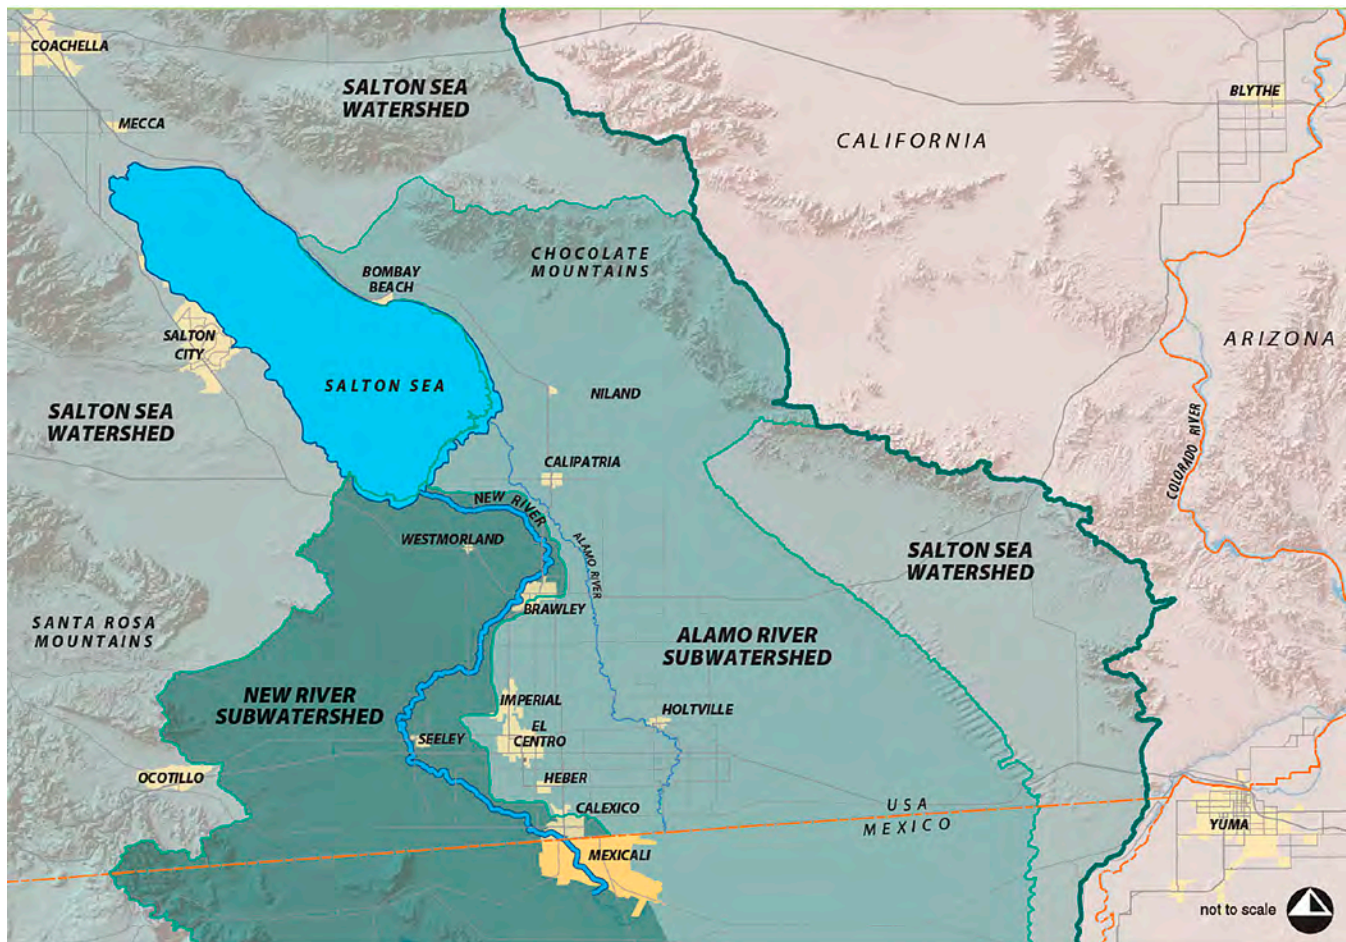 COACHELLA
SALTON SEA
WATERSHED
BLYTHE
MECCA
CALIFORNIA
CHOCOLATE
MOUNTAINS
BOMBAY
BEACH
SALTON
CITY
ARIZONA
SALTON SEA
NILAND
SALTON SEA
WATERSHED
COLORADO RIVER
CALIPATRIA
NEW RIVER
WESTMORLAND
ALAMO RIVER
SALTON SEA
WATERSHED
BRAWLEY
SANTA ROSA
MOUNTAINS
ALAMO RIVER
SUBWATERSHED
NEW RIVER
SUBWATERSHED
IMPERIAL
HOLTVILLE
EL
CENTRO
SEELEY
OCOTILLO
HEBER
CALEXICO
USA
MEXICO
YUMA
MEXICALI
not to scale